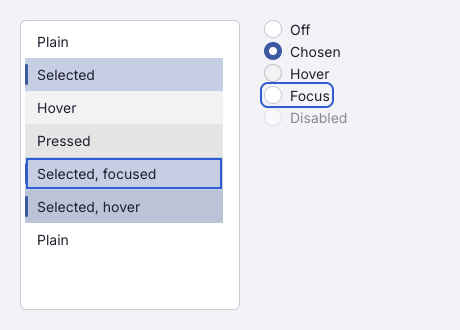 Plain
Selected
Hover
Pressed
Selected, focused
Selected, hover
Plain
Off
Chosen
Hover
Focus
Disabled